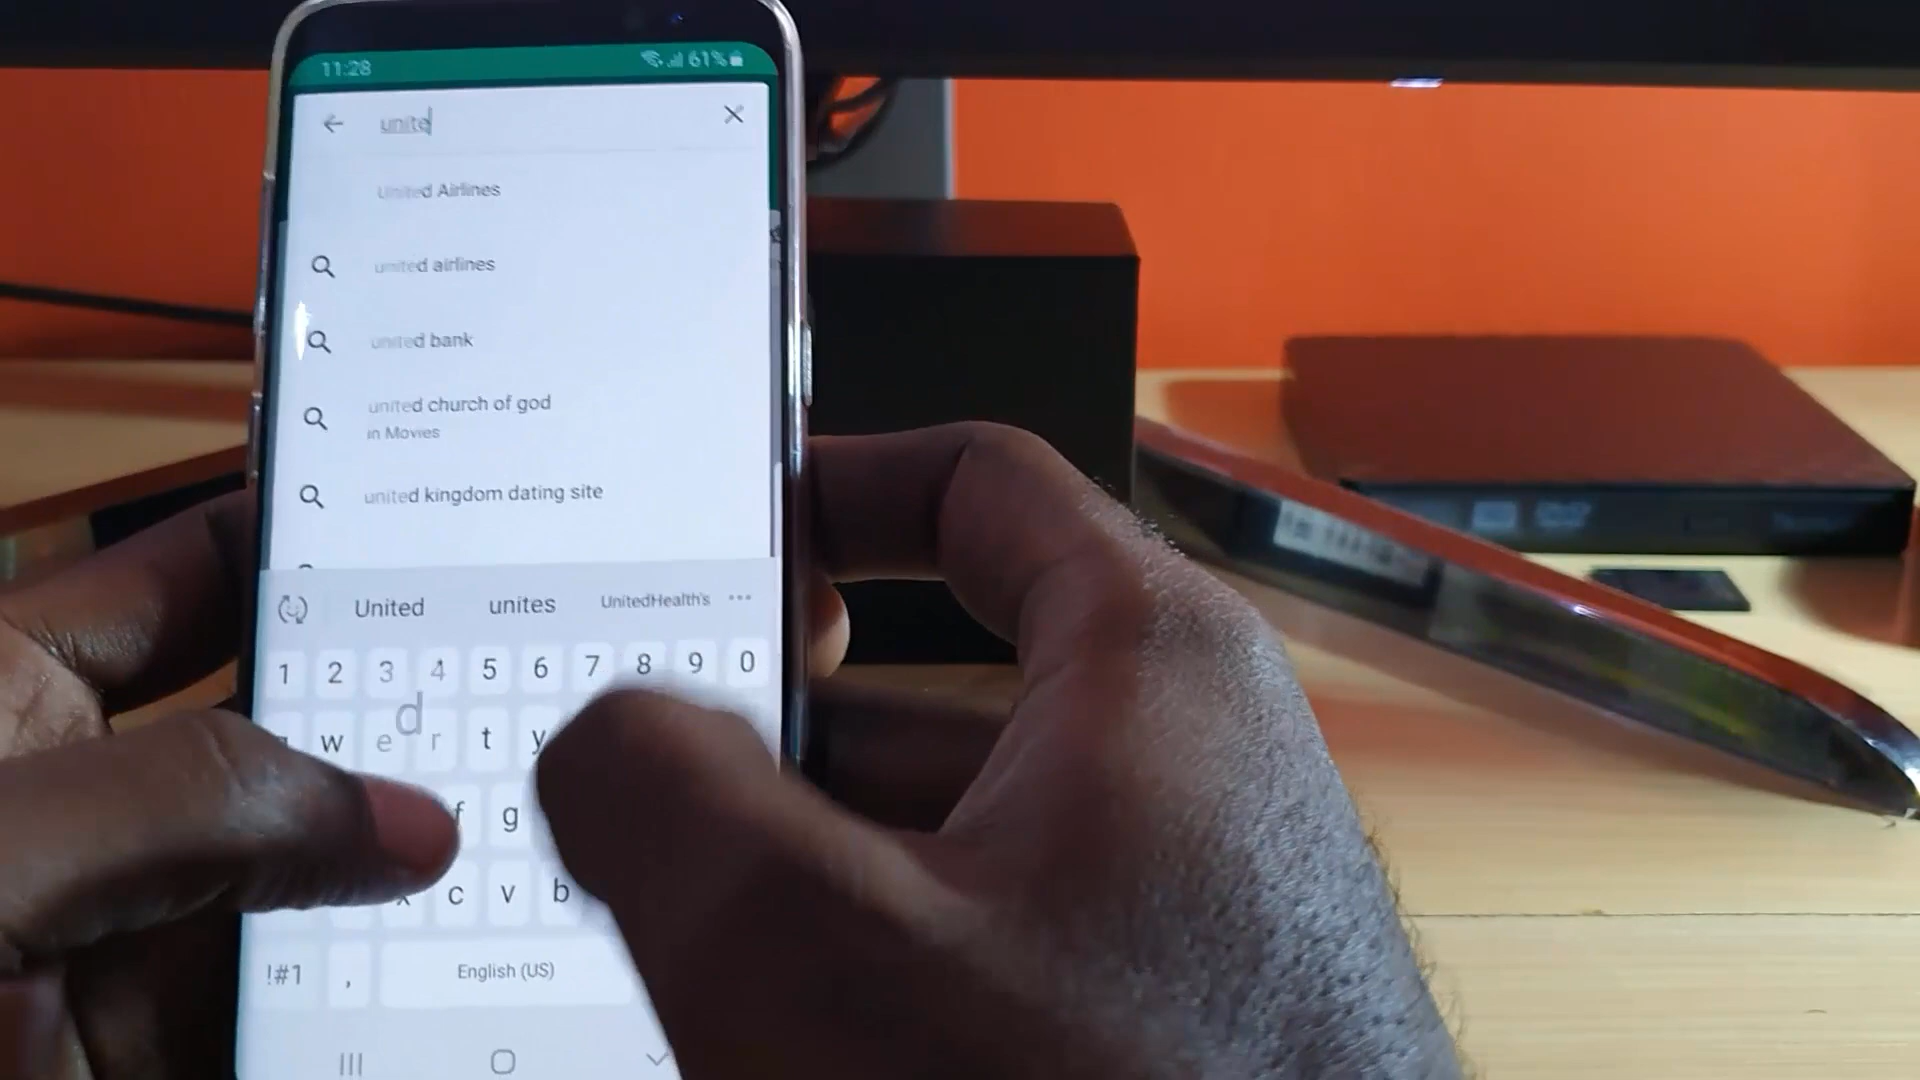 11:28 61%
unite
United Airlines
united airlines
united bank
united church of god
in Movies
united kingdom dating site
United unites UnitedHealth's
1 2 3 4 5 6 7 8 9 0
d
w e r t y
f g
x c v b
!#1 , English (US)